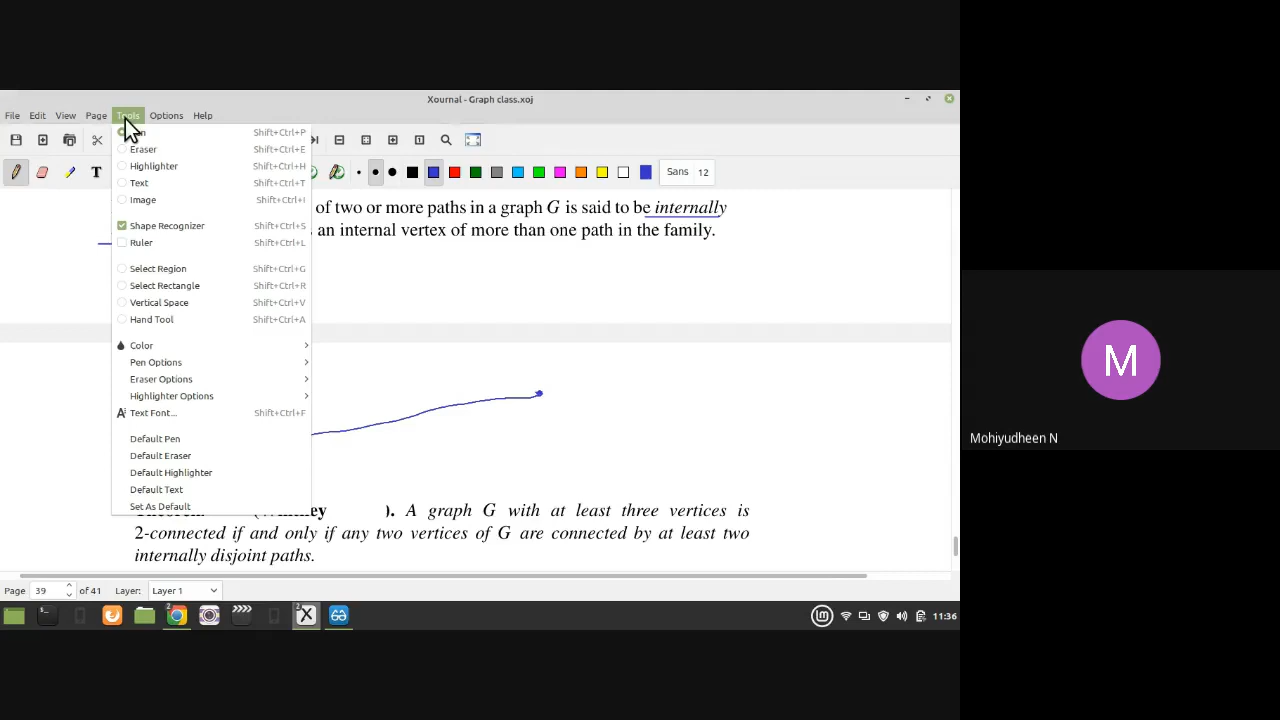 Xournal - Graph class.xoj
File Edit View Page Tools Options Help
Shift+Ctrl+P
Eraser Shift+Ctrl+E
Highlighter Shift+Ctrl+H
Text Shift+Ctrl+T
Image Shift+Ctrl+I
Shape Recognizer Shift+Ctrl+S
Ruler Shift+Ctrl+L
Select Region Shift+Ctrl+G
Select Rectangle Shift+Ctrl+R
Vertical Space Shift+Ctrl+V
Hand Tool Shift+Ctrl+A
Color
Pen Options
Eraser Options
Highlighter Options
Text Font... Shift+Ctrl+F
Default Pen
Default Eraser
Default Highlighter
Default Text
Set As Default
T Sans 12
of two or more paths in a graph G is said to be internally
an internal vertex of more than one path in the family.
). A graph G with at least three vertices is
2-connected if and only if any two vertices of G are connected by at least two
internally disjoint paths.
Page 39 of 41 Layer: Layer 1
11:36
M
Mohiyudheen N